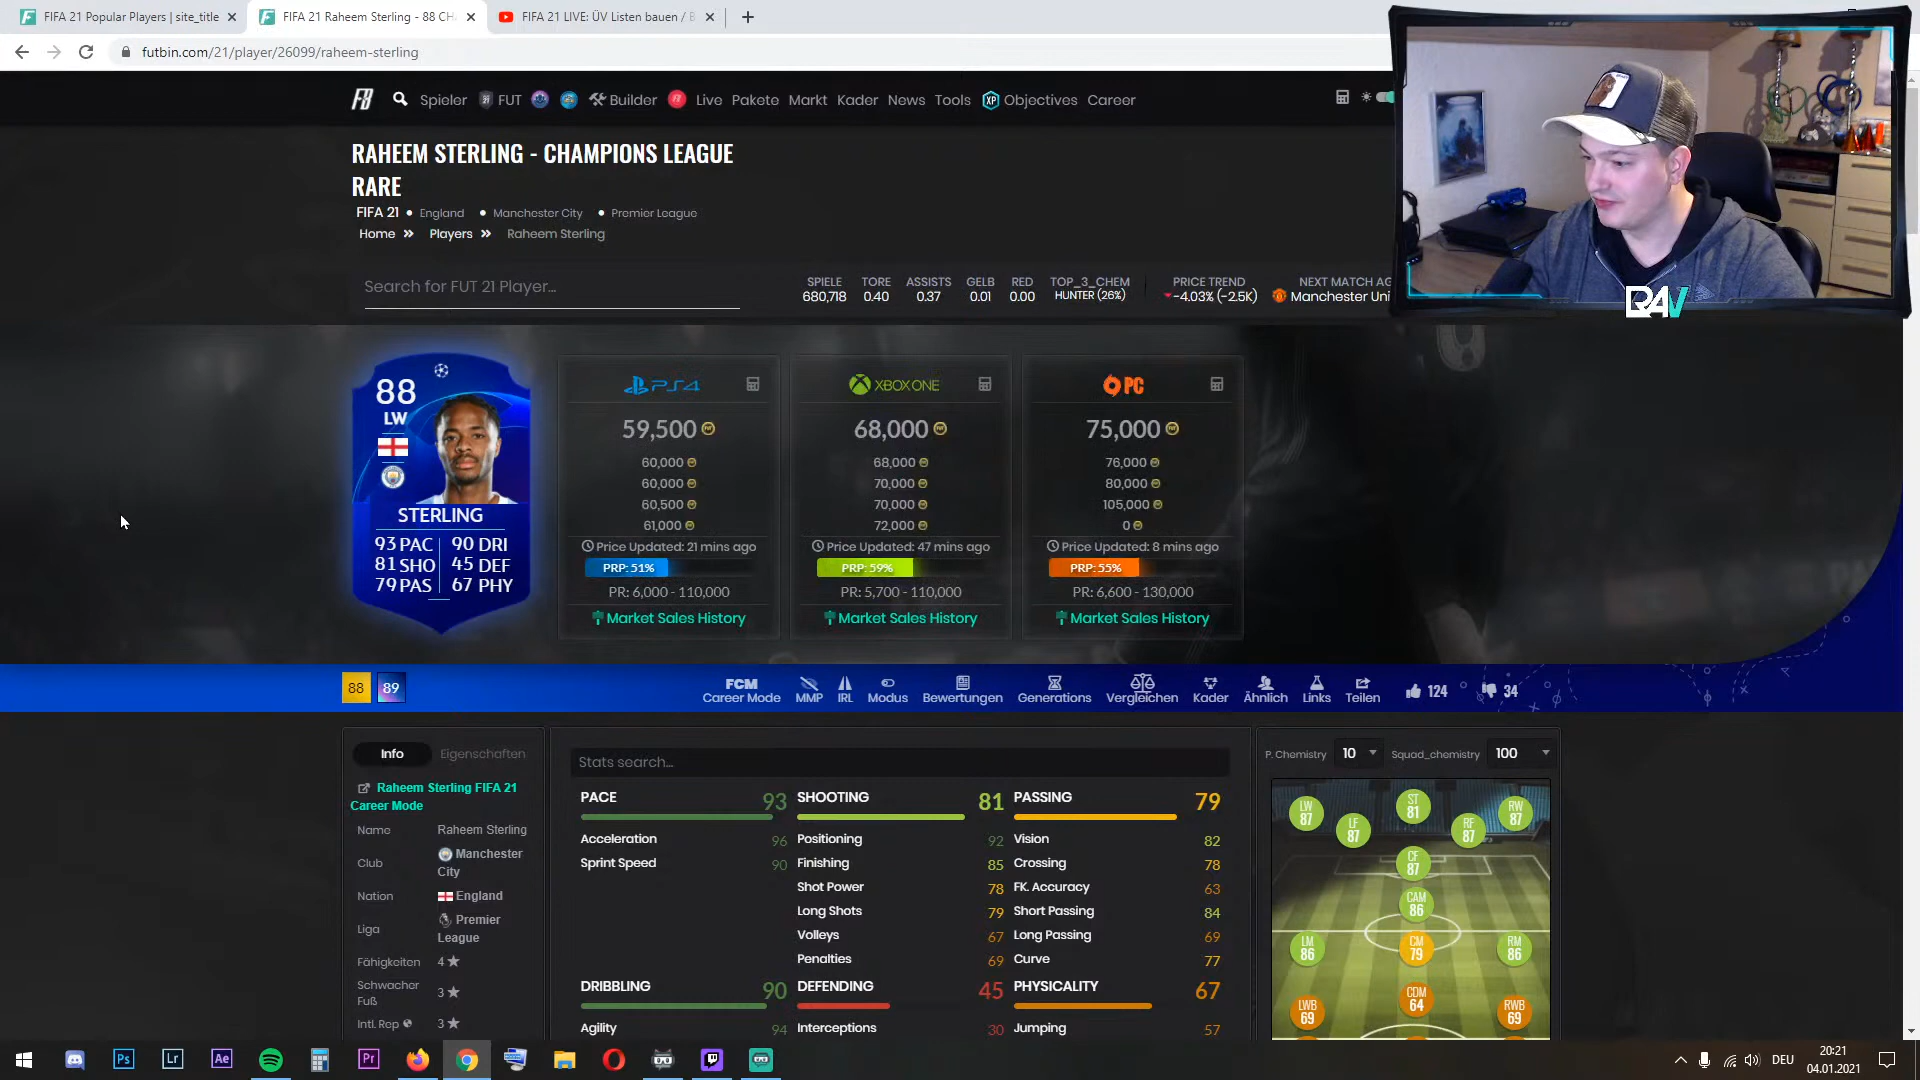 FIFA 21 Popular Players | site_title
FIFA 21 Raheem Sterling - 88 CH
FIFA 21 LIVE: ÜV Listen bauen /
futbin.com/21/player/26099/raheem-sterling
Spieler FUT Builder Live Pakete Markt Kader News Tools XP Objectives Career
RAHEEM STERLING - CHAMPIONS LEAGUE
RARE
FIFA 21 • England • Manchester City • Premier League
Home » Players » Raheem Sterling
Search for FUT 21 Player...
SPIELE TORE ASSISTS GELB RED TOP_3_CHEM PRICE TREND NEXT MATCH AG
680,718 0.40 0.37 0.01 0.00 HUNTER (26%) -4.03% (-2.5K) Manchester Uni
RAV
88
LW
STERLING
93 PAC 90 DRI
81 SHO 45 DEF
79 PAS 67 PHY
PS4
59,500
60,000
60,000
60,500
61,000
Price Updated: 21 mins ago
PRP: 51%
PR: 6,000 - 110,000
Market Sales History
XBOX ONE
68,000
68,000
70,000
70,000
72,000
Price Updated: 47 mins ago
PRP: 59%
PR: 5,700 - 110,000
Market Sales History
PC
75,000
76,000
80,000
105,000
0
Price Updated: 8 mins ago
PRP: 55%
PR: 6,600 - 130,000
Market Sales History
88 89
FCM
Career Mode MMP IRL Modus Bewertungen Generations Vergleichen Kader Ähnlich Links Teilen 124 34
Info Eigenschaften
Raheem Sterling FIFA 21
Career Mode
Name Raheem Sterling
Club Manchester
City
Nation England
Liga Premier
League
Fähigkeiten 4
Schwacher
Fuß 3
Intl. Rep 3
Stats search...
PACE 93
Acceleration 96
Sprint Speed 90
SHOOTING 81
Positioning 92
Finishing 85
Shot Power 78
Long Shots 79
Volleys 67
Penalties 69
PASSING 79
Vision 82
Crossing 78
FK. Accuracy 63
Short Passing 84
Long Passing 69
Curve 77
DRIBBLING 90
Agility 94
DEFENDING 45
Interceptions 30
PHYSICALITY 67
Jumping 57
P. Chemistry 10 Squad_chemistry 100
LW
87
LF
87
ST
81
RF
87
RW
87
CF
87
CAM
86
LM
86
CM
79
RM
86
LWB
69
CDM
64
RWB
69
Ps Lr Ae Pr
DEU
20:21
04.01.2021